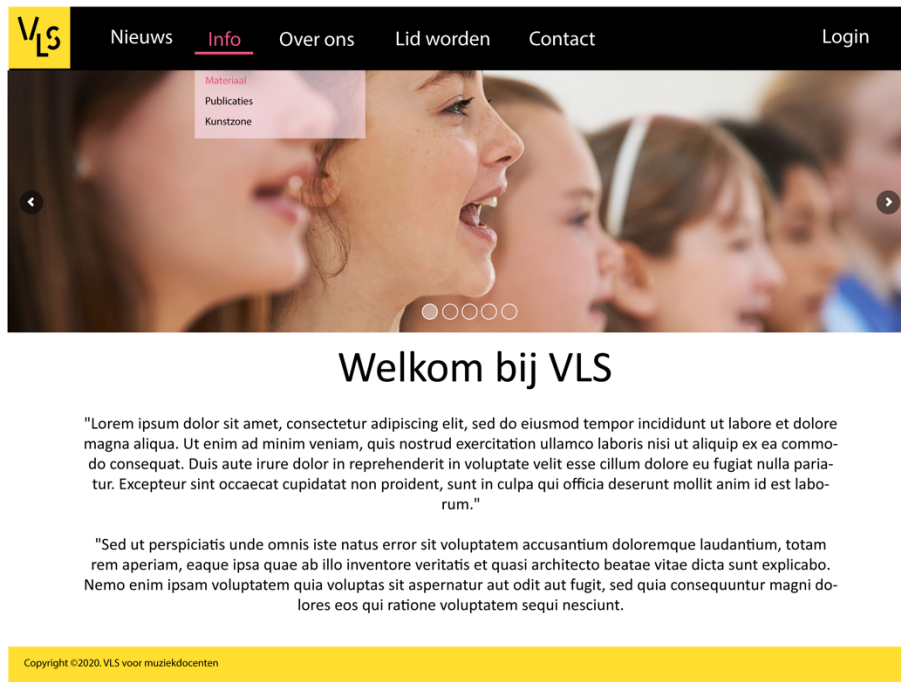 VLS
Nieuws Info Over ons Lid worden Contact Login
Materiaal
Publicaties
Kunstzone
Welkom bij VLS
"Lorem ipsum dolor sit amet, consectetur adipiscing elit, sed do eiusmod tempor incididunt ut labore et dolore
magna aliqua. Ut enim ad minim veniam, quis nostrud exercitation ullamco laboris nisi ut aliquip ex ea commo-
do consequat. Duis aute irure dolor in reprehenderit in voluptate velit esse cillum dolore eu fugiat nulla paria-
tur. Excepteur sint occaecat cupidatat non proident, sunt in culpa qui officia deserunt mollit anim id est labo-
rum."
"Sed ut perspiciatis unde omnis iste natus error sit voluptatem accusantium doloremque laudantium, totam
rem aperiam, eaque ipsa quae ab illo inventore veritatis et quasi architecto beatae vitae dicta sunt explicabo.
Nemo enim ipsam voluptatem quia voluptas sit aspernatur aut odit aut fugit, sed quia consequuntur magni do-
lores eos qui ratione voluptatem sequi nesciunt.
Copyright ©2020. VLS voor muziekdocenten